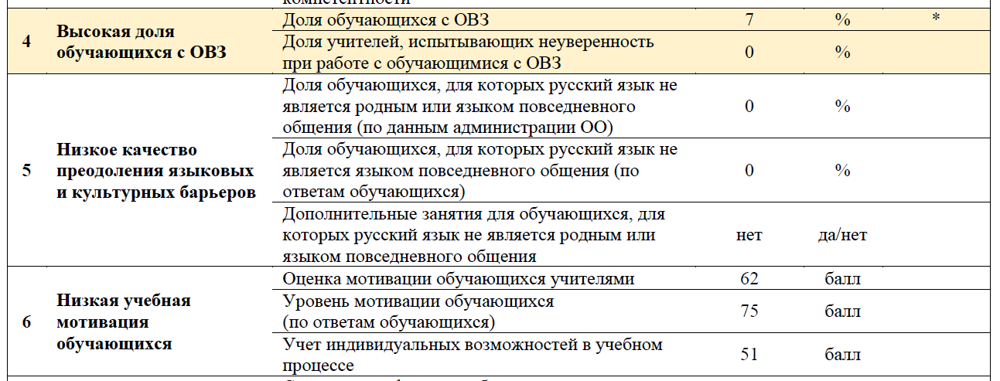 компетентности
4
Высокая доля
обучающихся с ОВЗ
Доля обучающихся с ОВЗ
7
%
*
Доля учителей, испытывающих неуверенность
при работе с обучающимися с ОВЗ
0
%
5
Низкое качество
преодоления языковых
и культурных барьеров
Доля обучающихся, для которых русский язык не
является родным или языком повседневного
общения (по данным администрации ОО)
0
%
Доля обучающихся, для которых русский язык не
является языком повседневного общения (по
ответам обучающихся)
0
%
Дополнительные занятия для обучающихся, для
которых русский язык не является родным или
языком повседневного общения
нет
да/нет
6
Низкая учебная
мотивация
обучающихся
Оценка мотивации обучающихся учителями
62
балл
Уровень мотивации обучающихся
(по ответам обучающихся)
75
балл
Учет индивидуальных возможностей в учебном
процессе
51
балл